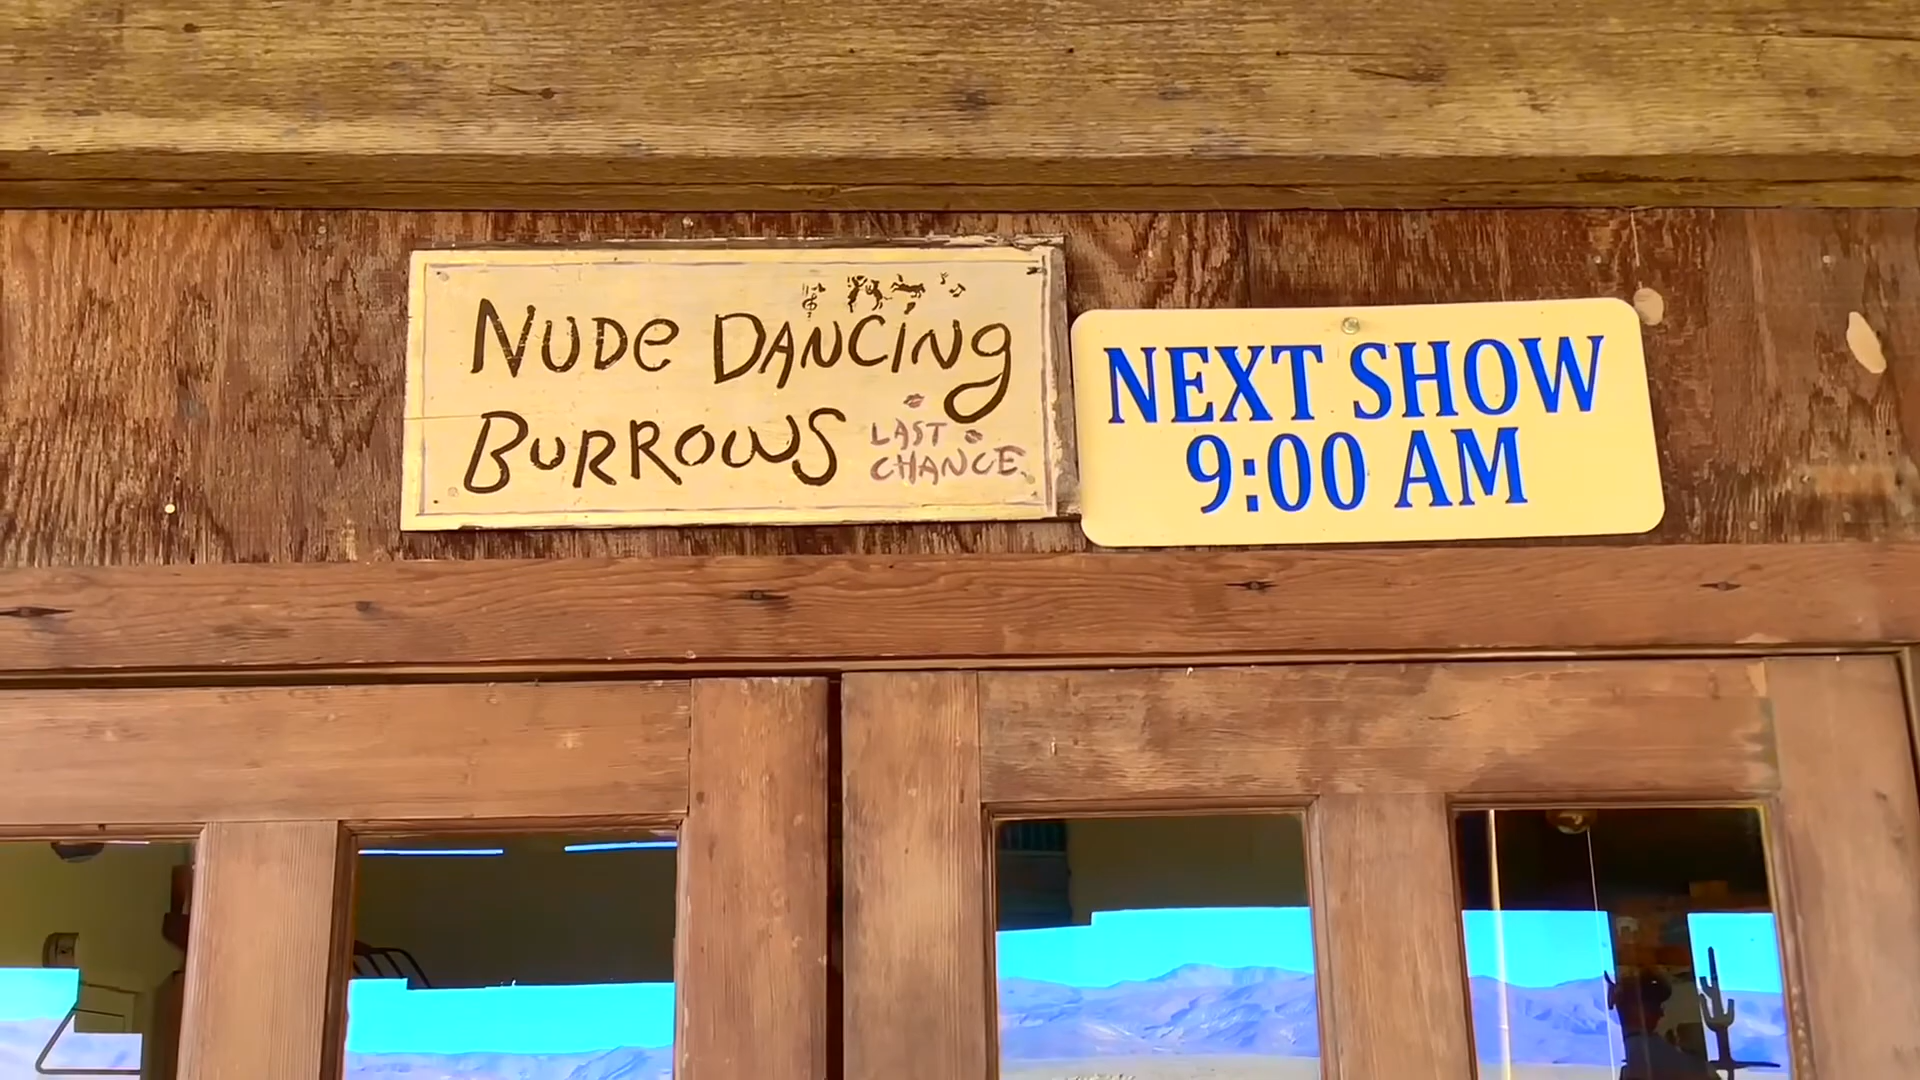 NUDe DANCINg
BURROWS
LAST
CHANCE
NEXT SHOW
9:00 AM